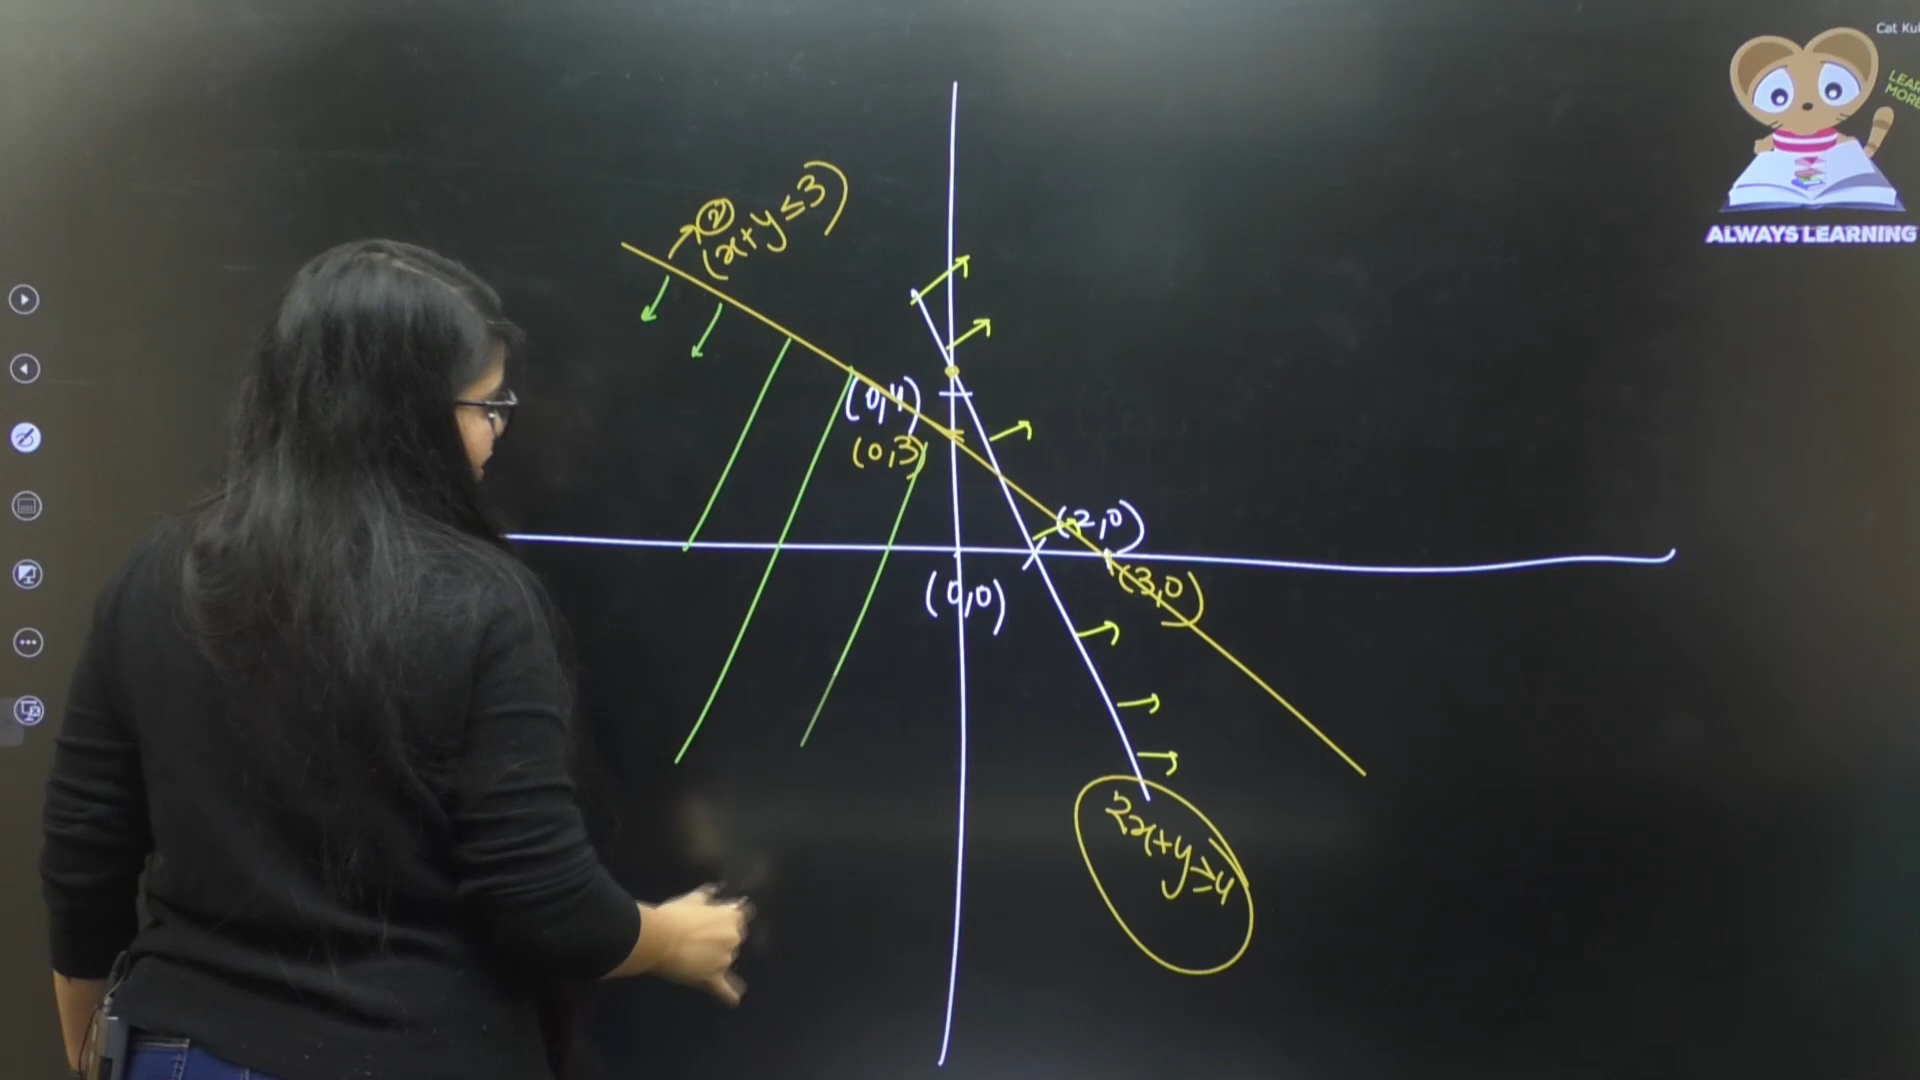 Cat Ku
LEAR
MORE
ALWAYS LEARNING
②
(x+y≤3)
(0,4)
(0,3)
(2,0)
(3,0)
(0,0)
2x+y≥4